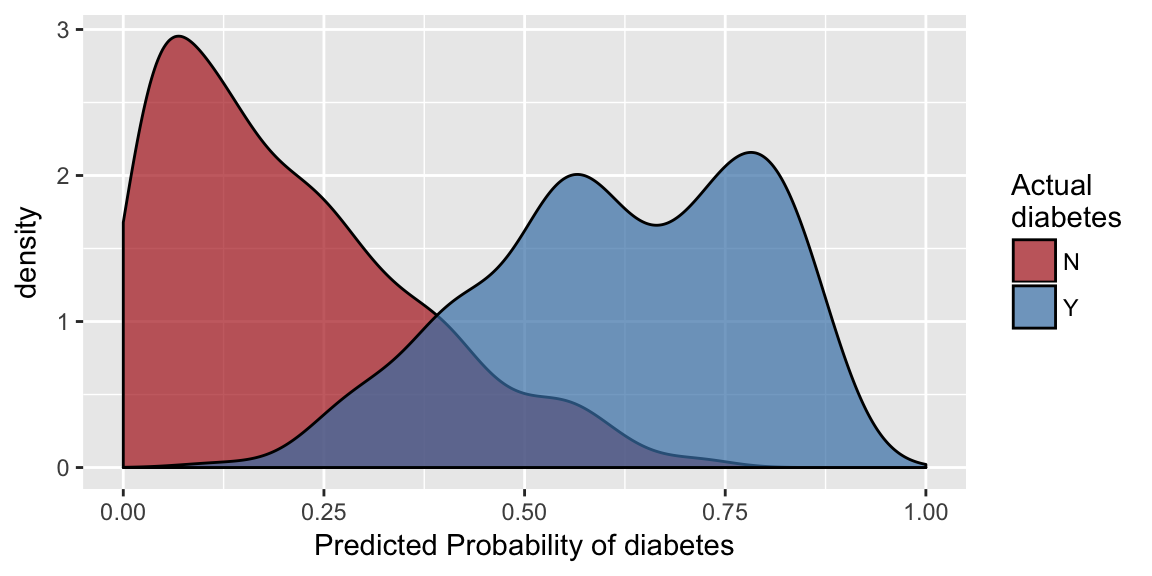 3
2
1
0
density
0.00
0.25
0.50
0.75
1.00
Predicted Probability of diabetes
Actual
diabetes
N
Y